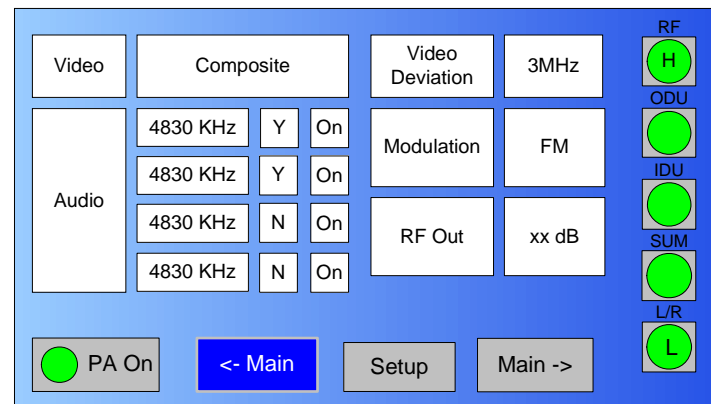 RF
Video
Composite
Video
Deviation
3MHz
H
ODU
Audio
4830 KHz Y On
Modulation
FM
4830 KHz Y On
IDU
4830 KHz N On
RF Out
xx dB
SUM
4830 KHz N On
L/R
L
PA On
<- Main
Setup
Main ->